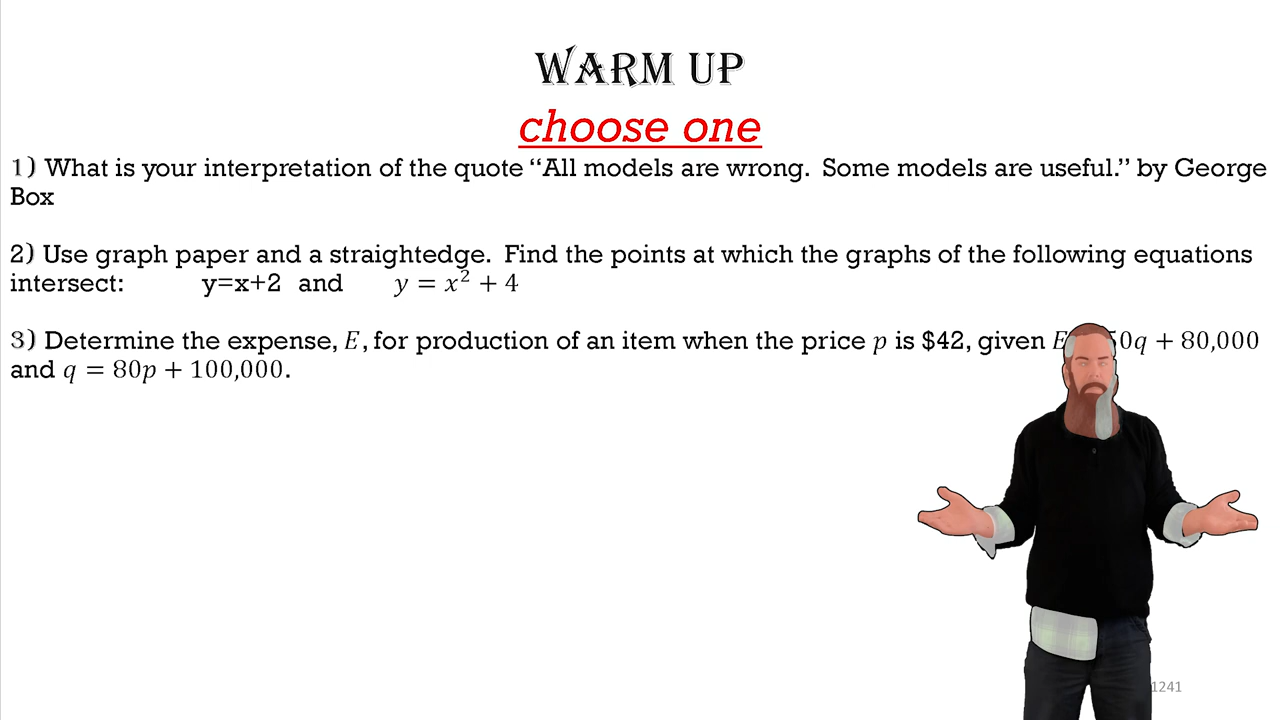 WARM UP
choose one
1) What is your interpretation of the quote “All models are wrong.  Some models are useful.” by George
Box
2) Use graph paper and a straightedge.  Find the points at which the graphs of the following equations
intersect: y=x+2 and y = x² + 4
3) Determine the expense, E, for production of an item when the price p is $42, given E 0q + 80,000
and q = 80p + 100,000.
1241